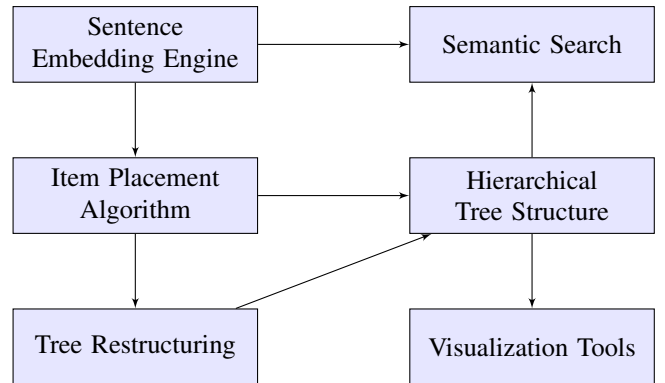 Sentence
Embedding Engine
Semantic Search
Item Placement
Algorithm
Hierarchical
Tree Structure
Tree Restructuring
Visualization Tools